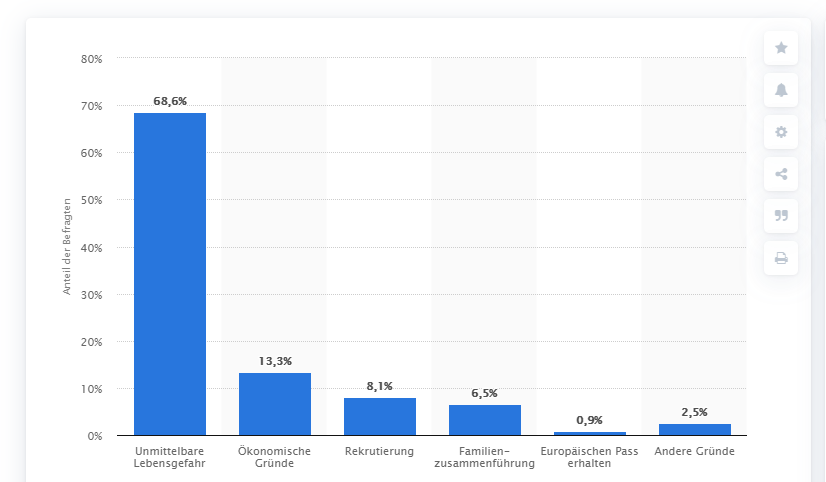 80%
68,6%
70%
60%
50%
Anteil der Befragten
40%
30%
20%
13,3%
10%
8,1%
6,5%
2,5%
0,9%
0%
Unmittelbare
Lebensgefahr
Ökonomische
Gründe
Rekrutierung
Familien-
zusammenführung
Europäischen Pass
erhalten
Andere Gründe